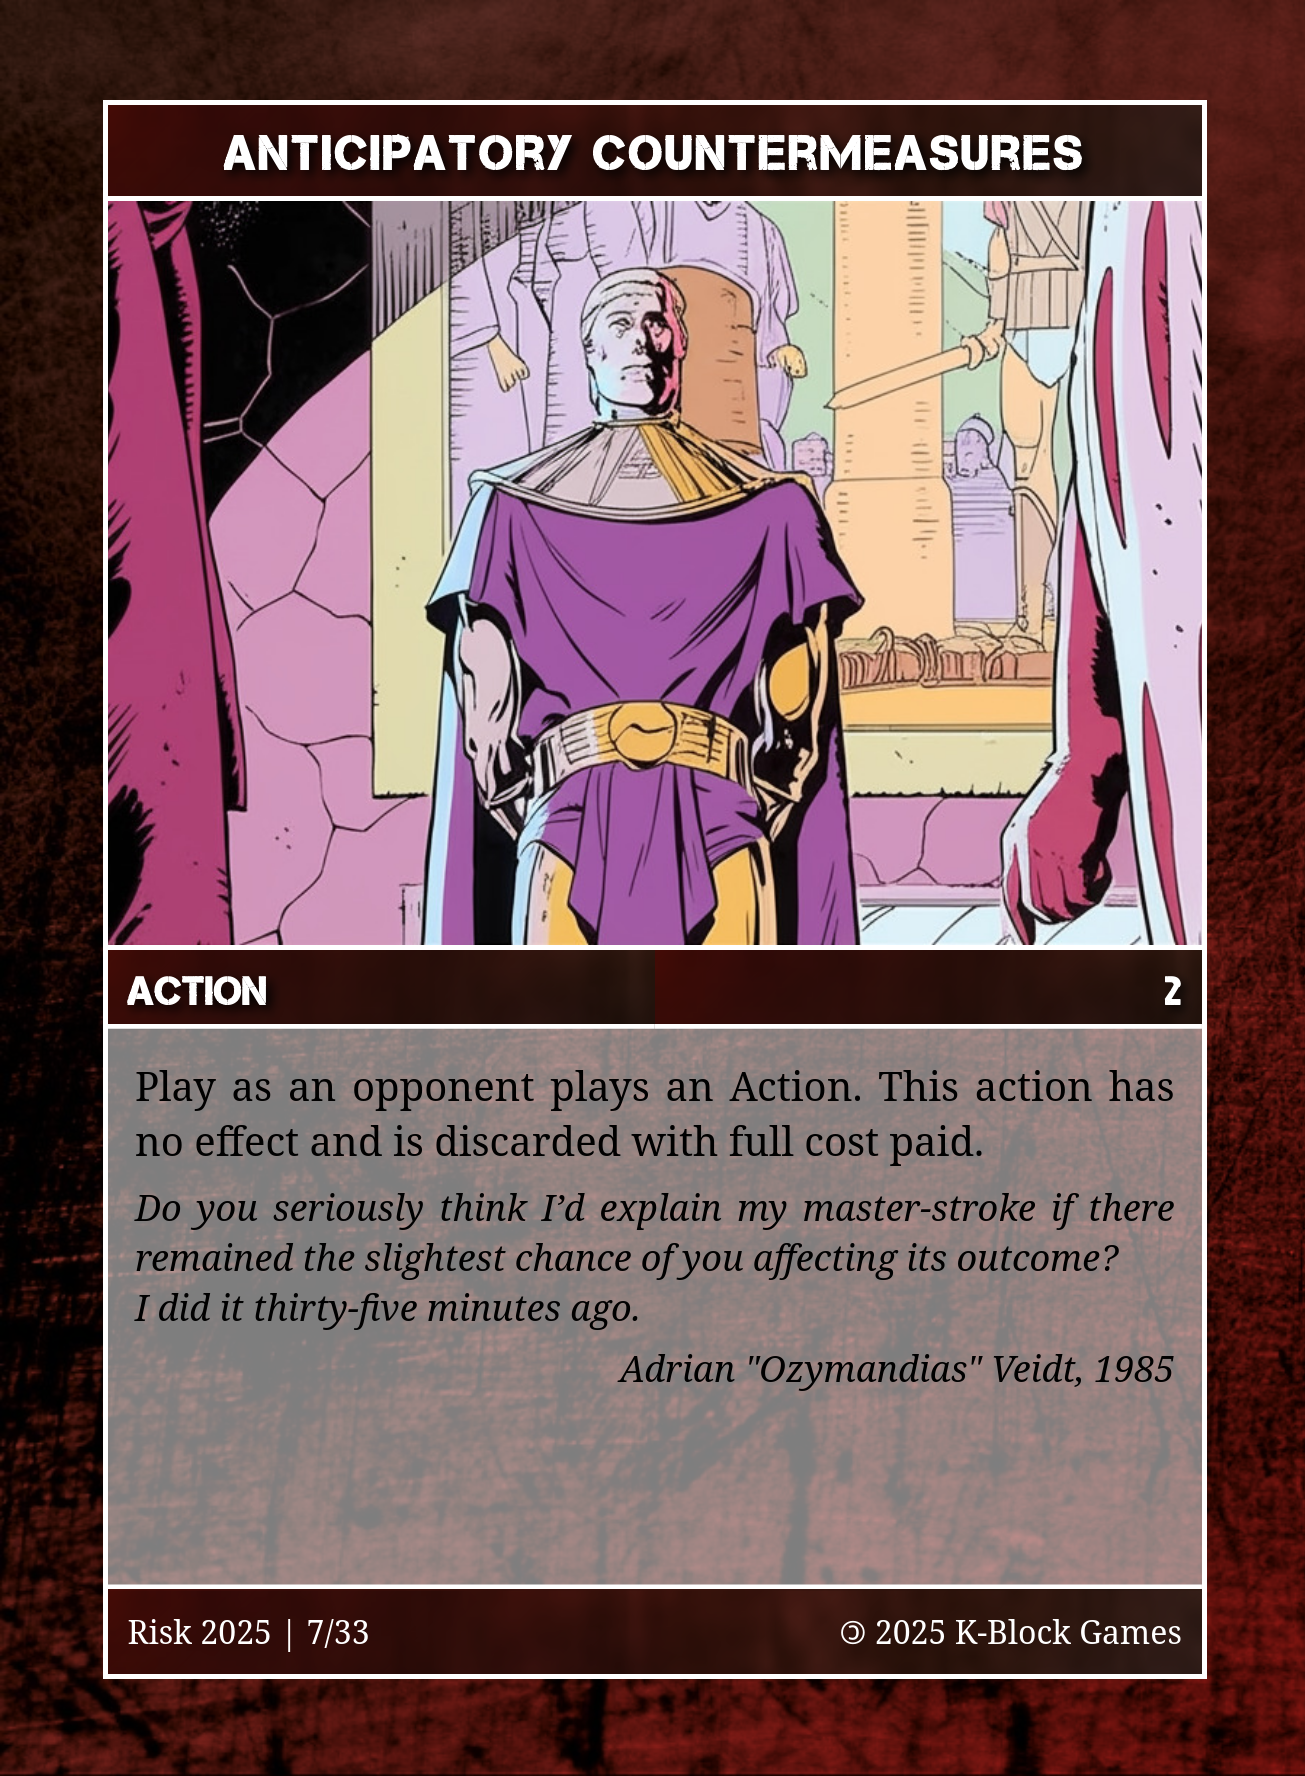 ANTICIPATORY COUNTERMEASURES
ACTION 2
Play as an opponent plays an Action. This action has
no effect and is discarded with full cost paid.
Do you seriously think I’d explain my master-stroke if there
remained the slightest chance of you affecting its outcome?
I did it thirty-five minutes ago.
Adrian "Ozymandias" Veidt, 1985
Risk 2025 | 7/33 🄯 2025 K-Block Games